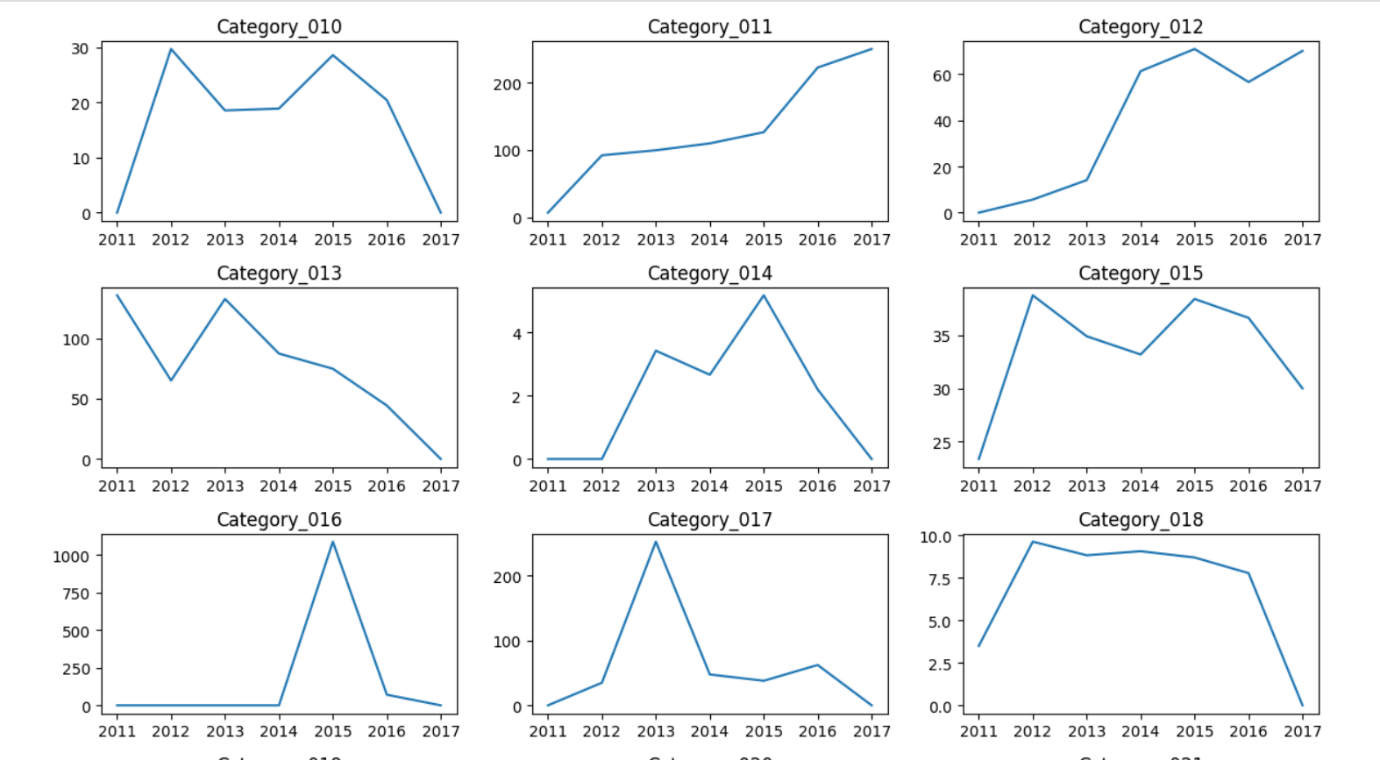 Category_010 Category_011 Category_012
30
20
10
0
2011 2012 2013 2014 2015 2016 2017
200
100
0
2011 2012 2013 2014 2015 2016 2017
60
40
20
0
2011 2012 2013 2014 2015 2016 2017
Category_013 Category_014 Category_015
100
50
0
2011 2012 2013 2014 2015 2016 2017
4
2
0
2011 2012 2013 2014 2015 2016 2017
35
30
25
2011 2012 2013 2014 2015 2016 2017
Category_016 Category_017 Category_018
1000
750
500
250
0
2011 2012 2013 2014 2015 2016 2017
200
100
0
2011 2012 2013 2014 2015 2016 2017
10.0
7.5
5.0
2.5
0.0
2011 2012 2013 2014 2015 2016 2017